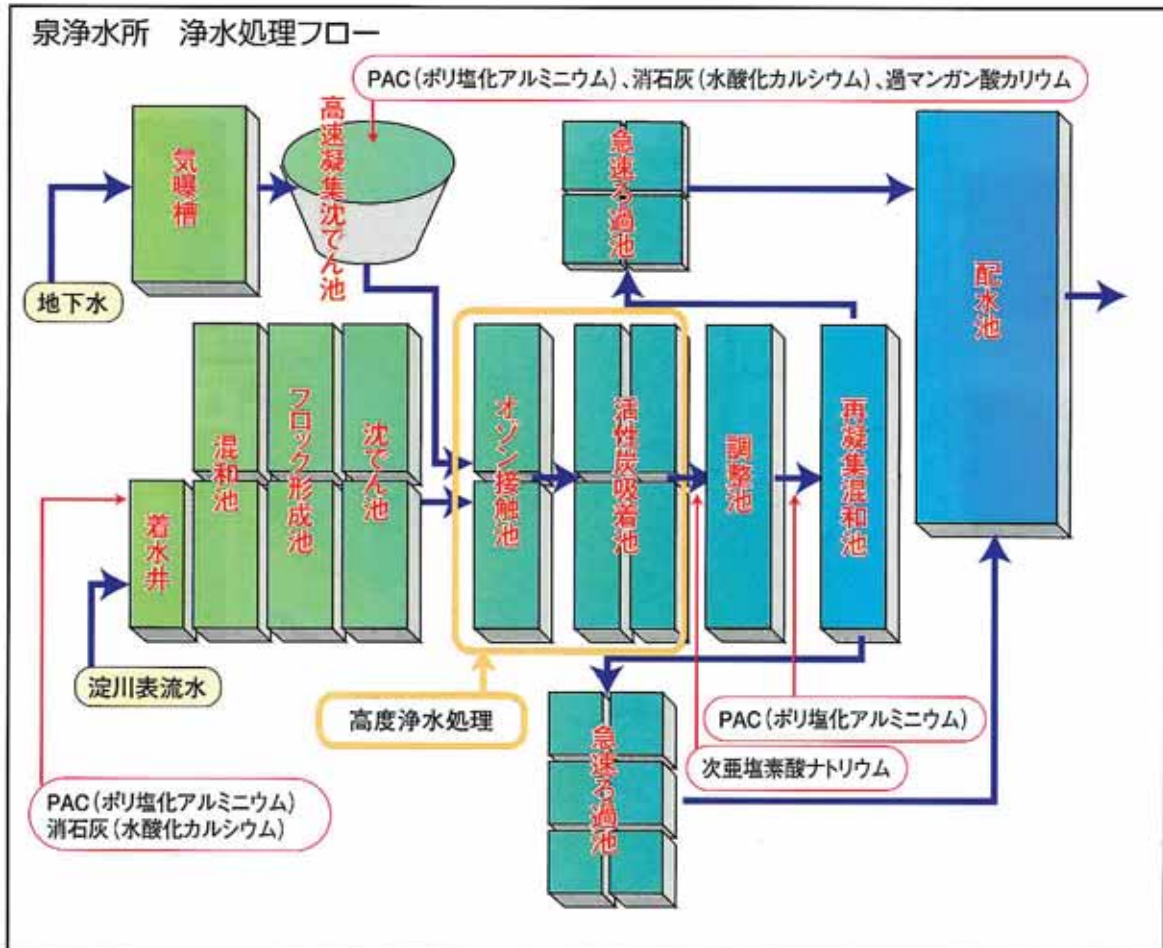 泉浄水所　浄水処理フロー
PAC（ポリ塩化アルミニウム）、消石灰（水酸化カルシウム）、過マンガン酸カリウム
気曝槽
高速凝集沈でん池
急速ろ過池
配水池
地下水
着水井
混和池
フロック形成池
沈でん池
オゾン接触池
活性炭吸着池
調整池
再凝集混和池
淀川表流水
高度浄水処理
PAC（ポリ塩化アルミニウム）
次亜塩素酸ナトリウム
PAC（ポリ塩化アルミニウム）
消石灰（水酸化カルシウム）
急速ろ過池